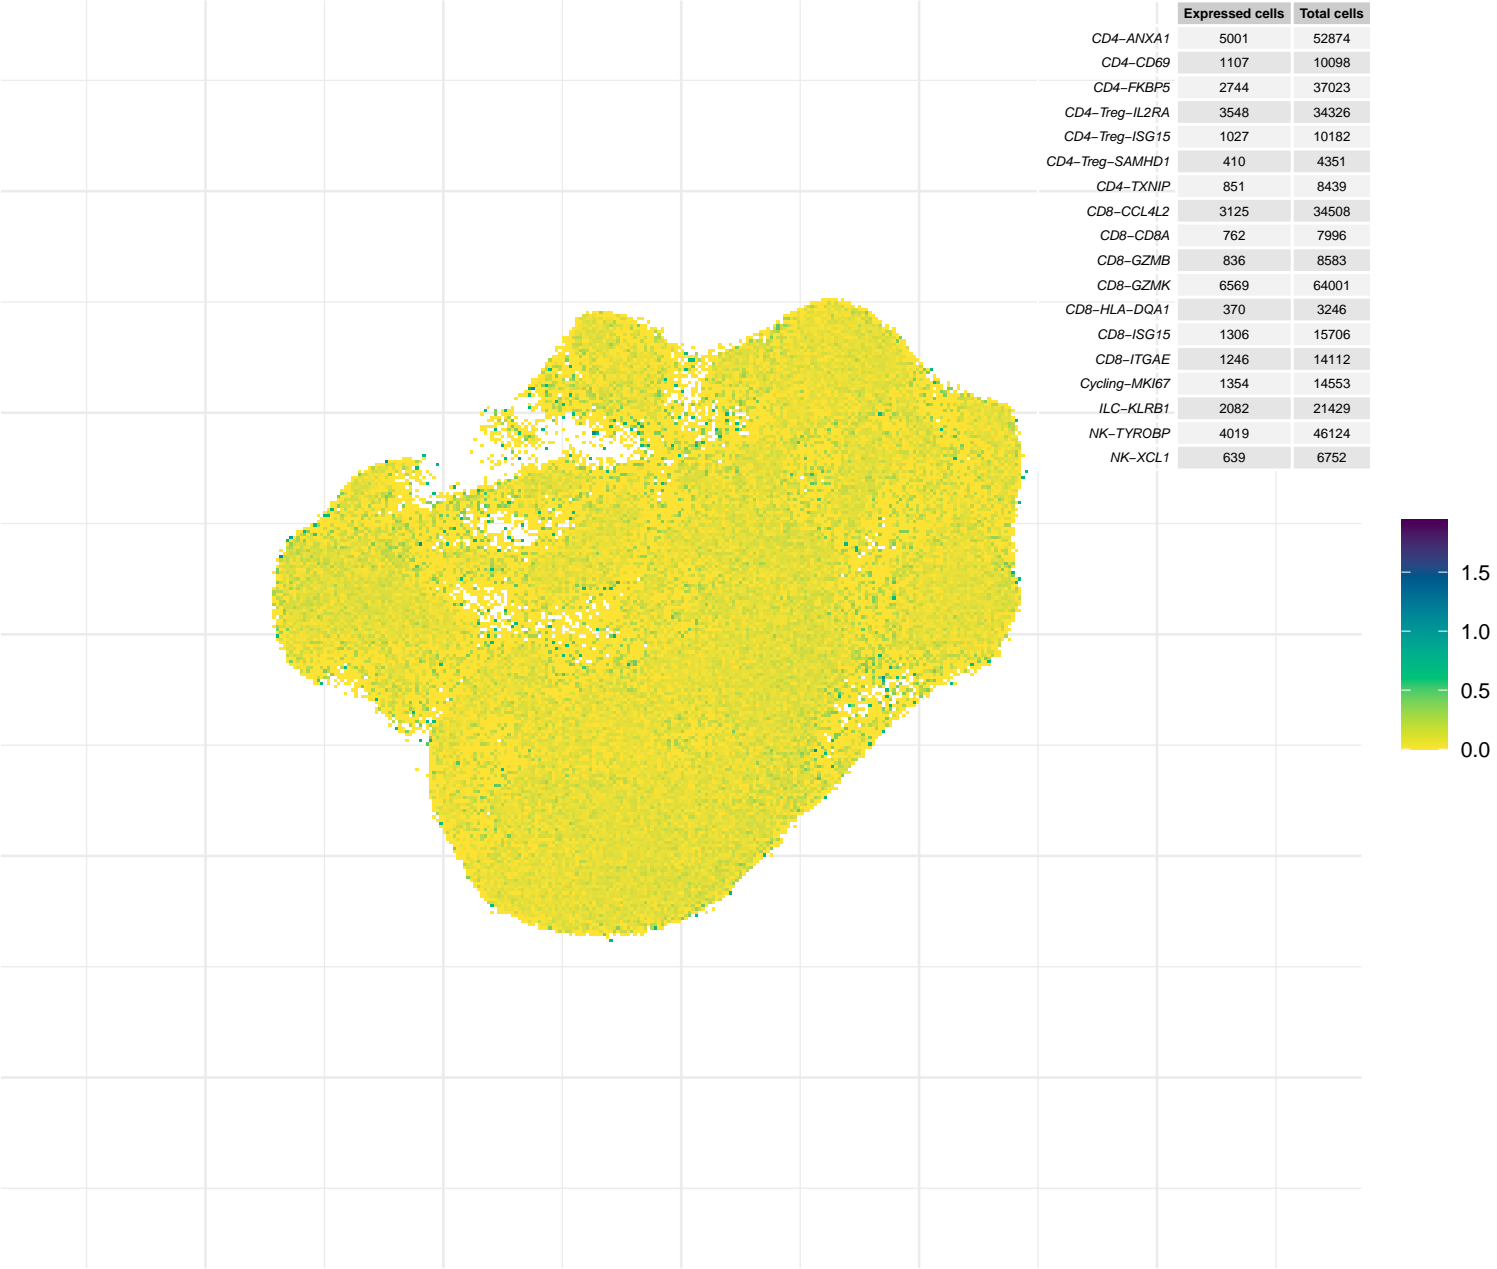 Expressed cells Total cells
CD4−ANXA1 5001 52874
CD4−CD69 1107 10098
CD4−FKBP5 2744 37023
CD4−Treg−IL2RA 3548 34326
CD4−Treg−ISG15 1027 10182
CD4−Treg−SAMHD1 410 4351
CD4−TXNIP 851 8439
CD8−CCL4L2 3125 34508
CD8−CD8A 762 7996
CD8−GZMB 836 8583
CD8−GZMK 6569 64001
CD8−HLA−DQA1 370 3246
CD8−ISG15 1306 15706
CD8−ITGAE 1246 14112
Cycling−MKI67 1354 14553
ILC−KLRB1 2082 21429
NK−TYROBP 4019 46124
NK−XCL1 639 6752
1.5
1.0
0.5
0.0